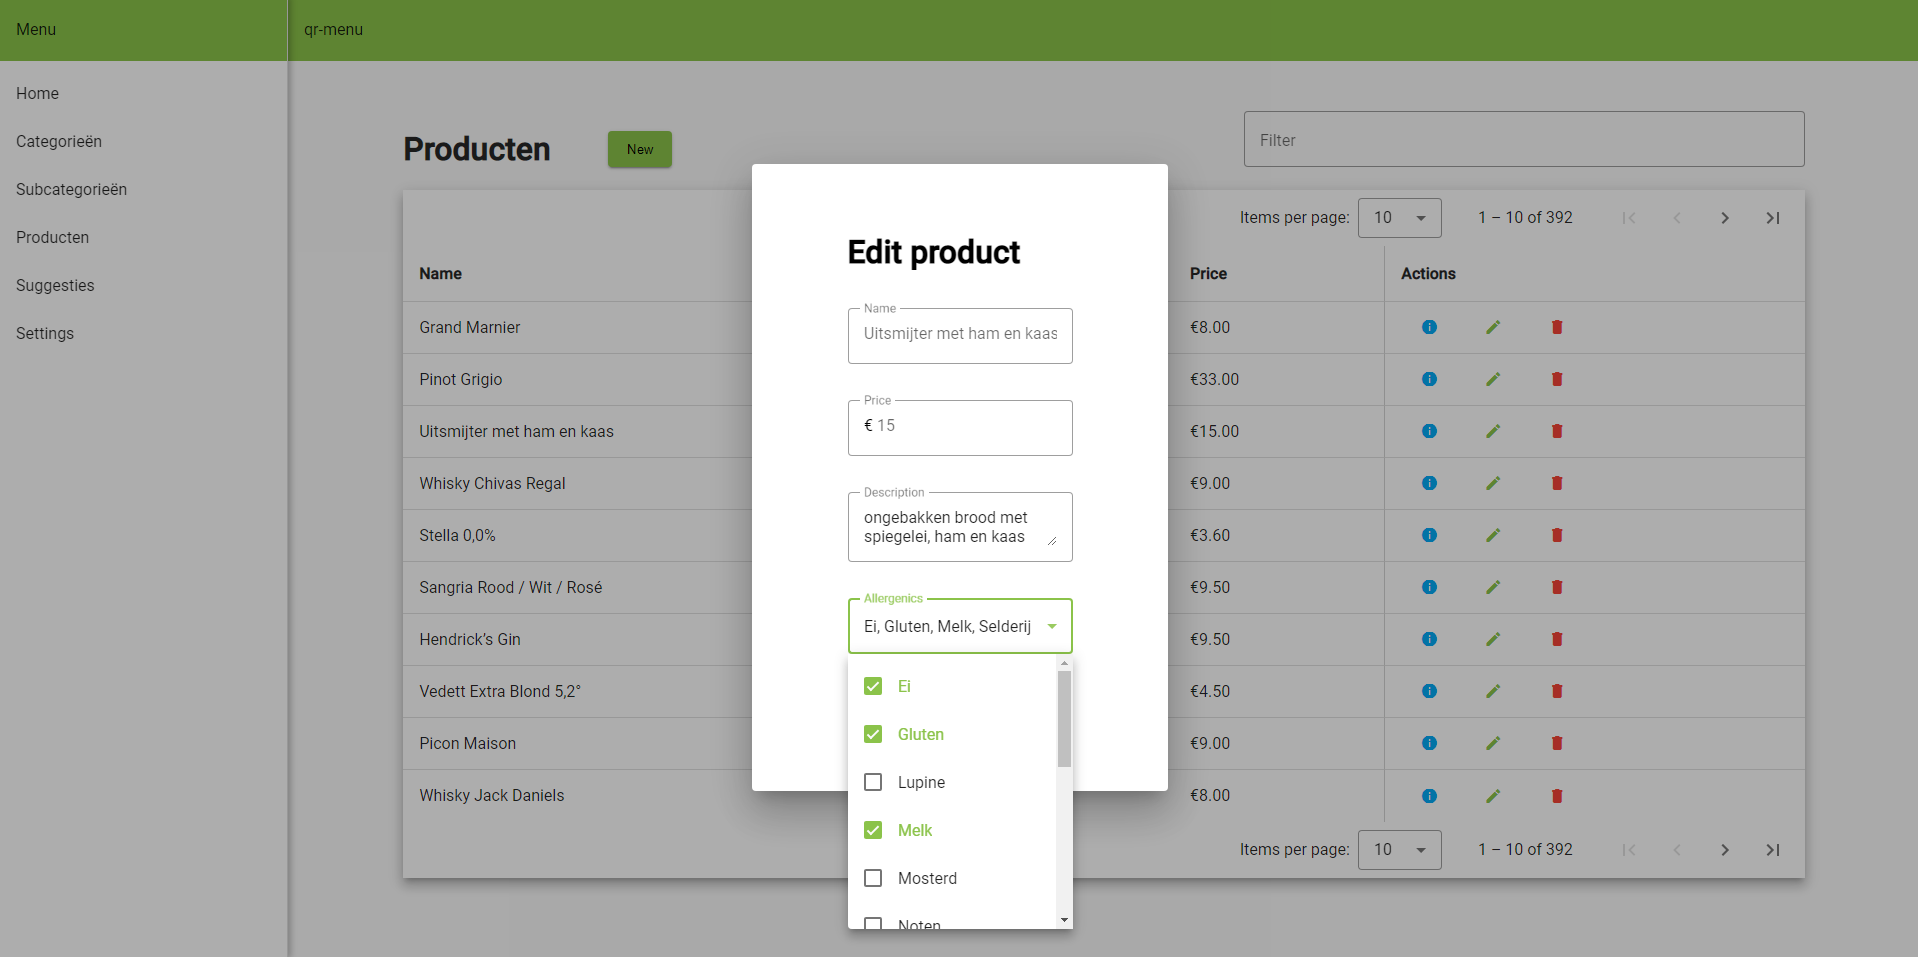 Menu
qr-menu
Home
Categorieën
Subcategorieën
Producten
Suggesties
Settings
Producten
New
Filter
Items per page: 10 1 – 10 of 392
Name Price Actions
Grand Marnier €8.00
Pinot Grigio €33.00
Uitsmijter met ham en kaas €15.00
Whisky Chivas Regal €9.00
Stella 0,0% €3.60
Sangria Rood / Wit / Rosé €9.50
Hendrick’s Gin €9.50
Vedett Extra Blond 5,2° €4.50
Picon Maison €9.00
Whisky Jack Daniels €8.00
Items per page: 10 1 – 10 of 392
Edit product
Name
Uitsmijter met ham en kaas
Price
€ 15
Description
ongebakken brood met
spiegelei, ham en kaas
Allergenics
Ei, Gluten, Melk, Selderij
Ei
Gluten
Lupine
Melk
Mosterd
Noten